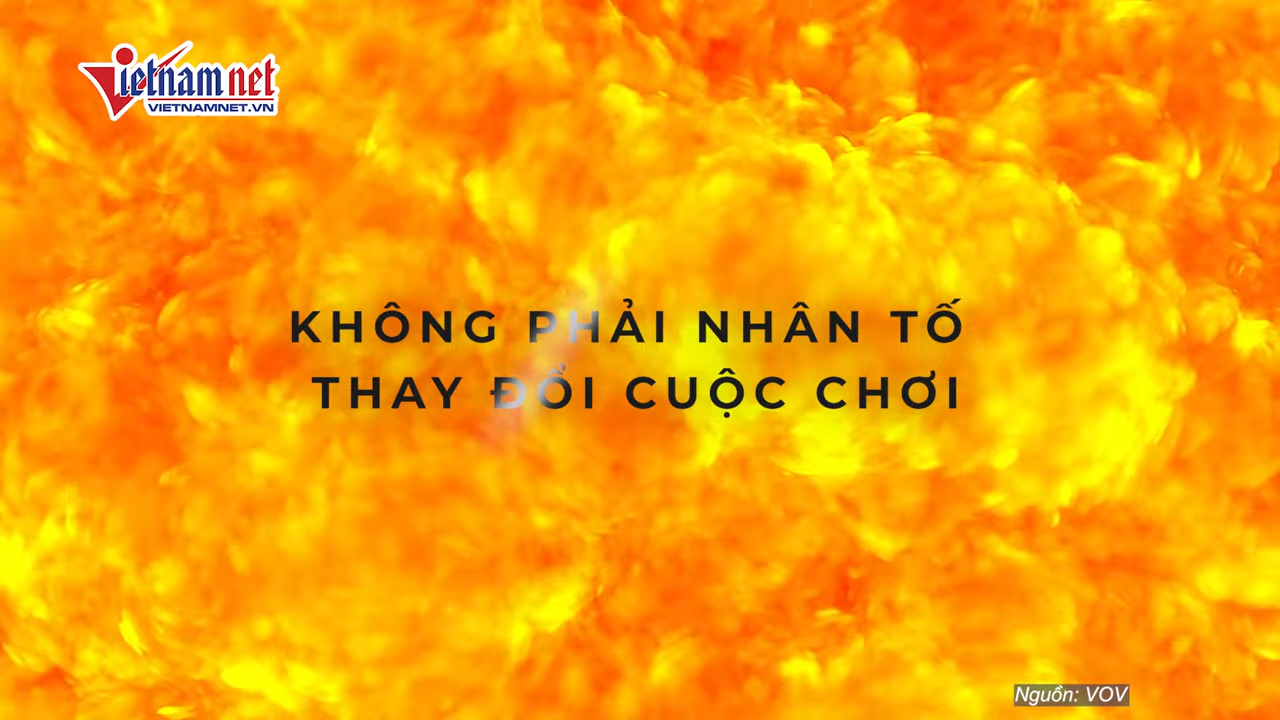 Vietnamnet
VIETNAMNET.VN
KHÔNG PHẢI NHÂN TỐ
THAY ĐỔI CUỘC CHƠI
Nguồn: VOV